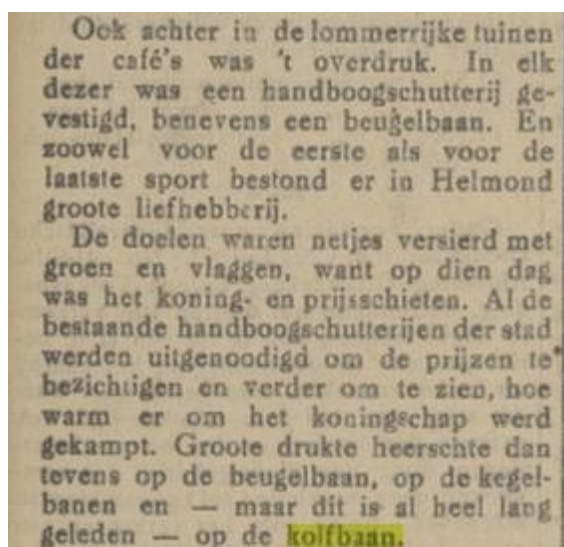 Ook achter in de lommerrijke tuinen
der café's was 't overdruk. In elk
dezer was een handboogschutterij ge-
vestigd, benevens een beugelbaan. En
zoowel voor de eerste als voor de
laatste sport bestond er in Helmond
groote liefhebberij.
De doelen waren netjes versierd met
groen en vlaggen, want op dien dag
was het koning- en prijsschieten. Al de
bestaande handboogschutterijen der stad
werden uitgenoodigd om de prijzen te
bezichtigen en verder om te zien, hoe
warm er om het koningschap werd
gekampt. Groote drukte heerschte dan
tevens op de beugelbaan, op de kegel-
banen en — maar dit is al heel lang
geleden — op de kolfbaan.